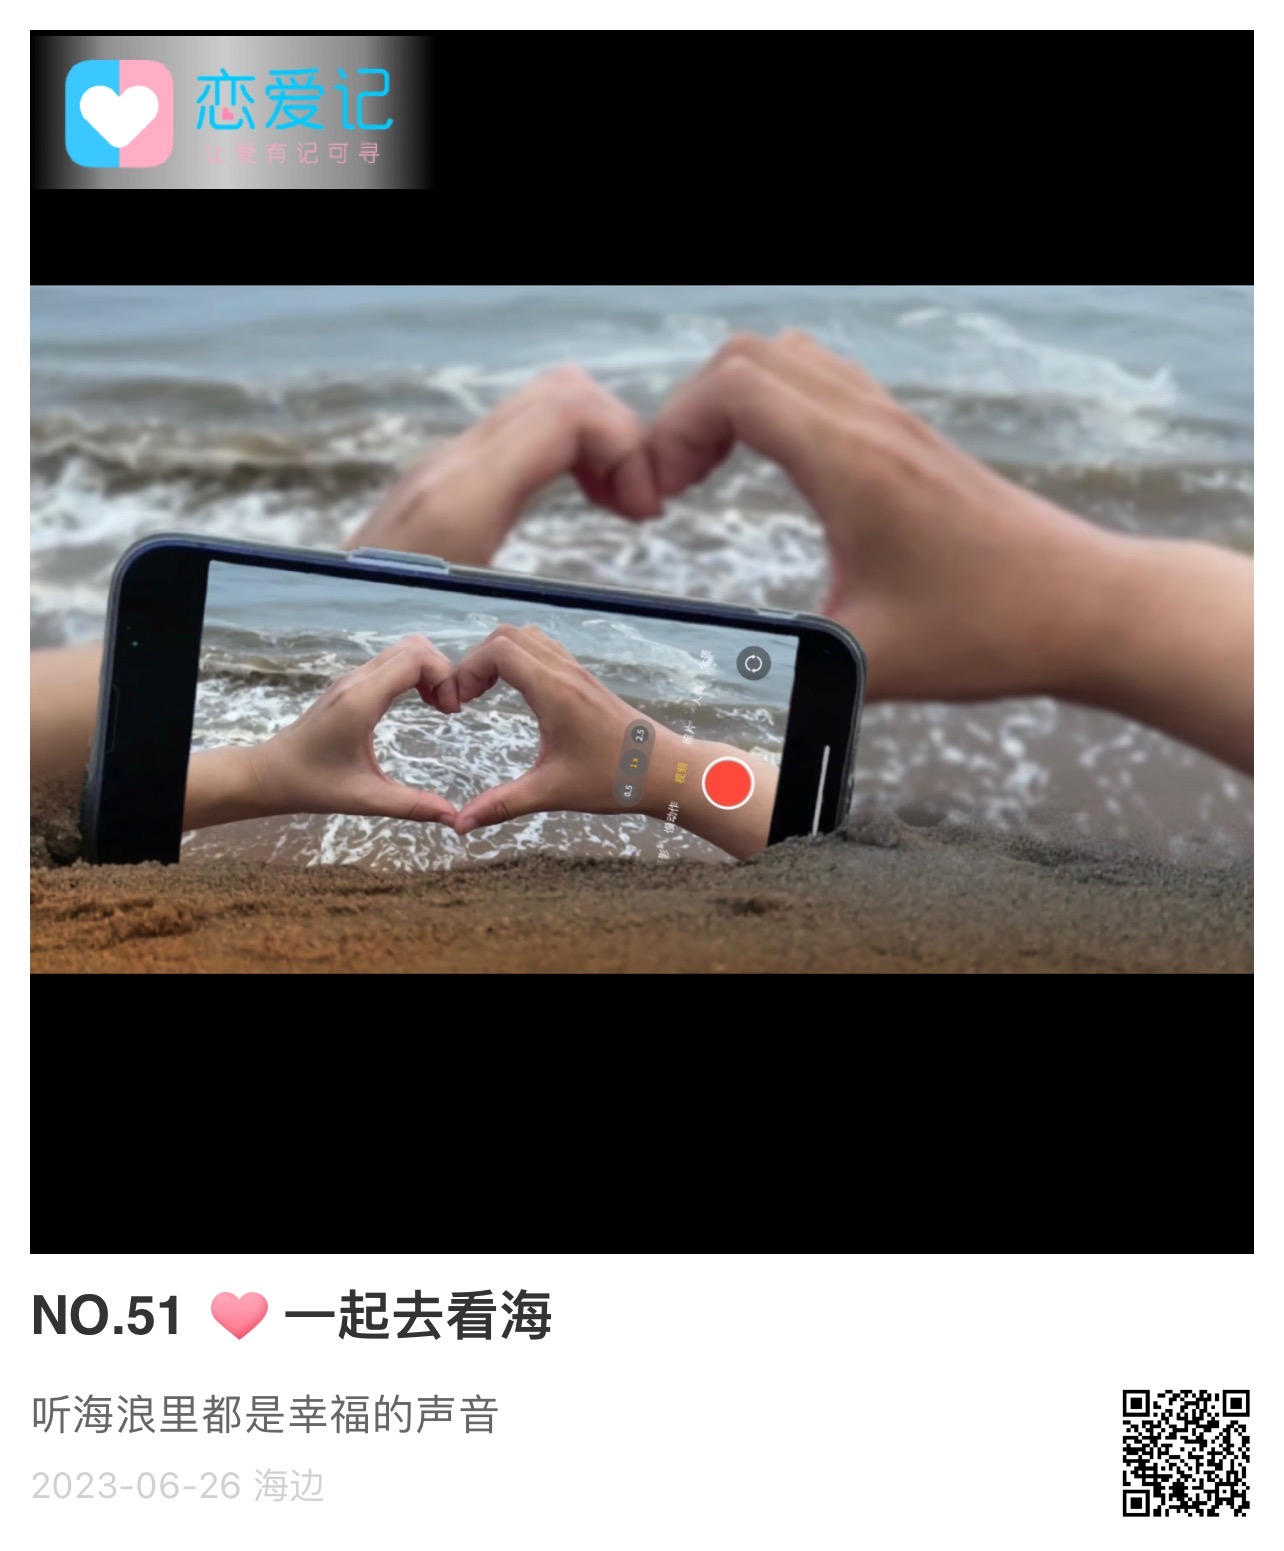 恋爱记
让爱有记可寻
2.5
1x
0.5
照片
视频
慢动作
NO.51 🩷 一起去看海
听海浪里都是幸福的声音
2023-06-26 海边